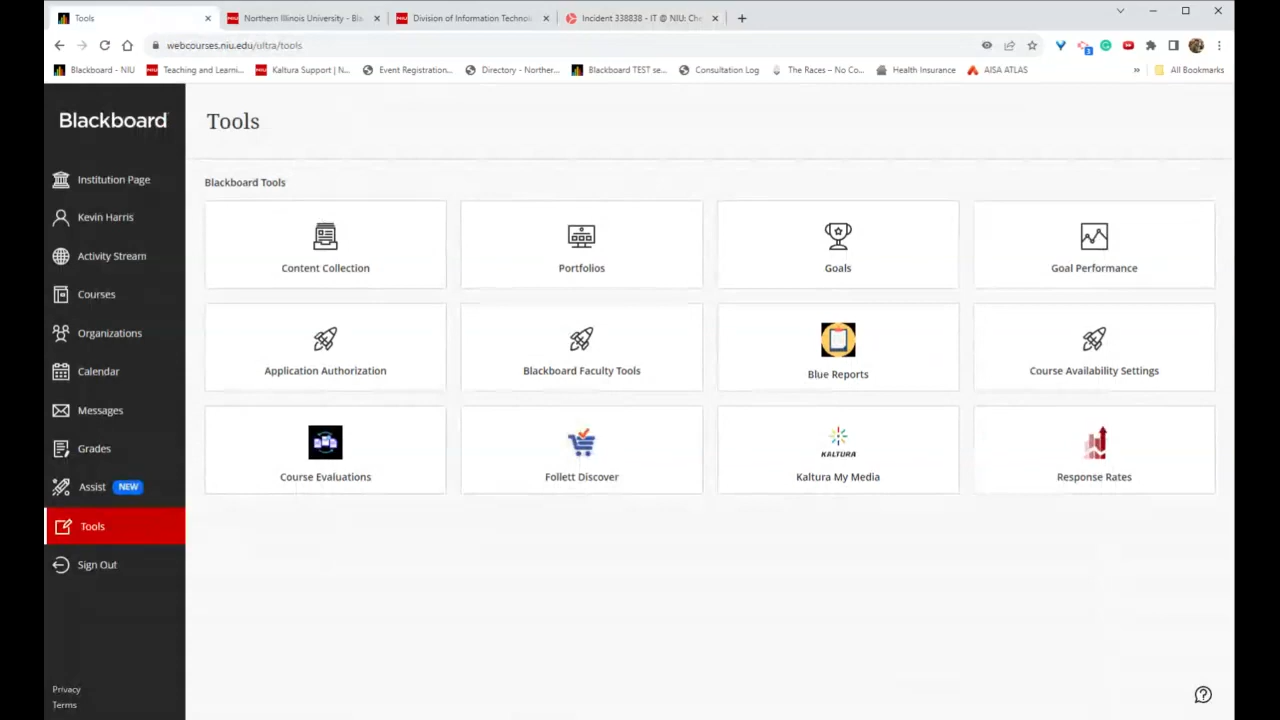 Tools
Northern Illinois University - Bla
Division of Information Technol
Incident 338838 - IT @ NIU: Che
webcourses.niu.edu/ultra/tools
3
Blackboard - NIU
Teaching and Learni...
Kaltura Support | N...
Event Registration...
Directory - Norther...
Blackboard TEST se...
Consultation Log
The Races – No Co...
Health Insurance
AISA ATLAS
»
All Bookmarks
Blackboard
Institution Page
Kevin Harris
Activity Stream
Courses
Organizations
Calendar
Messages
Grades
Assist NEW
Tools
Sign Out
Privacy
Terms
Tools
Blackboard Tools
Content Collection
Portfolios
Goals
Goal Performance
Application Authorization
Blackboard Faculty Tools
Blue Reports
Course Availability Settings
Course Evaluations
Follett Discover
KALTURA
Kaltura My Media
Response Rates